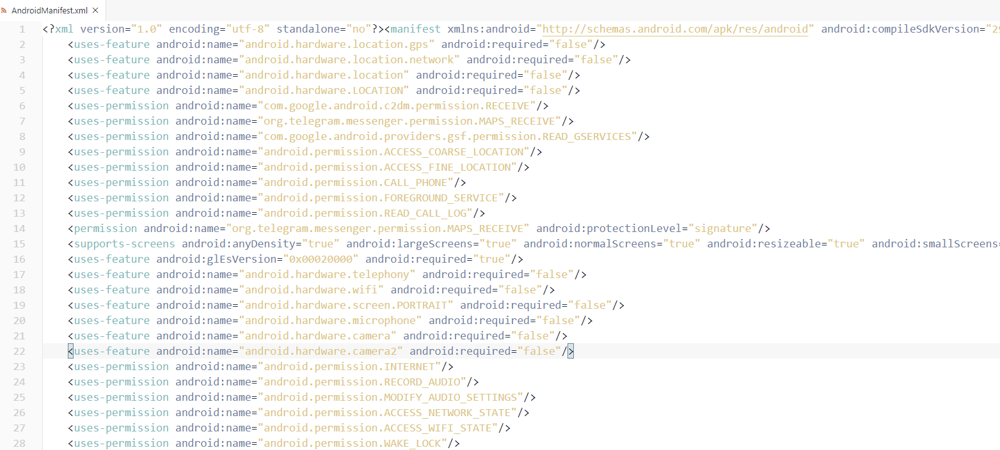 AndroidManifest.xml ×
1 <?xml version="1.0" encoding="utf-8" standalone="no"?><manifest xmlns:android="http://schemas.android.com/apk/res/android" android:compileSdkVersion="29
2 <uses-feature android:name="android.hardware.location.gps" android:required="false"/>
3 <uses-feature android:name="android.hardware.location.network" android:required="false"/>
4 <uses-feature android:name="android.hardware.location" android:required="false"/>
5 <uses-feature android:name="android.hardware.LOCATION" android:required="false"/>
6 <uses-permission android:name="com.google.android.c2dm.permission.RECEIVE"/>
7 <uses-permission android:name="org.telegram.messenger.permission.MAPS_RECEIVE"/>
8 <uses-permission android:name="com.google.android.providers.gsf.permission.READ_GSERVICES"/>
9 <uses-permission android:name="android.permission.ACCESS_COARSE_LOCATION"/>
10 <uses-permission android:name="android.permission.ACCESS_FINE_LOCATION"/>
11 <uses-permission android:name="android.permission.CALL_PHONE"/>
12 <uses-permission android:name="android.permission.FOREGROUND_SERVICE"/>
13 <uses-permission android:name="android.permission.READ_CALL_LOG"/>
14 <permission android:name="org.telegram.messenger.permission.MAPS_RECEIVE" android:protectionLevel="signature"/>
15 <supports-screens android:anyDensity="true" android:largeScreens="true" android:normalScreens="true" android:resizeable="true" android:smallScreens=
16 <uses-feature android:glEsVersion="0x00020000" android:required="true"/>
17 <uses-feature android:name="android.hardware.telephony" android:required="false"/>
18 <uses-feature android:name="android.hardware.wifi" android:required="false"/>
19 <uses-feature android:name="android.hardware.screen.PORTRAIT" android:required="false"/>
20 <uses-feature android:name="android.hardware.microphone" android:required="false"/>
21 <uses-feature android:name="android.hardware.camera" android:required="false"/>
22 <uses-feature android:name="android.hardware.camera2" android:required="false"/>
23 <uses-permission android:name="android.permission.INTERNET"/>
24 <uses-permission android:name="android.permission.RECORD_AUDIO"/>
25 <uses-permission android:name="android.permission.MODIFY_AUDIO_SETTINGS"/>
26 <uses-permission android:name="android.permission.ACCESS_NETWORK_STATE"/>
27 <uses-permission android:name="android.permission.ACCESS_WIFI_STATE"/>
28 <uses-permission android:name="android.permission.WAKE_LOCK"/>